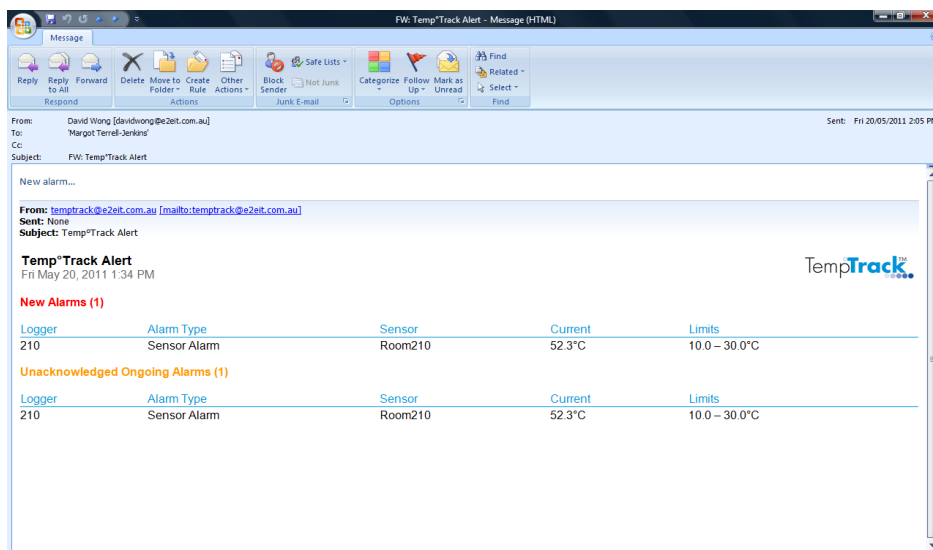 FW: Temp°Track Alert - Message (HTML)
Message
Reply Reply to All Forward Delete Move to Folder Create Rule Other Actions Block Sender Safe Lists Not Junk Categorize Follow Up Mark as Unread Find Related Select
Respond Actions Junk E-mail Options Find
From: David Wong [davidwong@e2eit.com.au] Sent: Fri 20/05/2011 2:05 PM
To: 'Margot Terrell-Jenkins'
Cc:
Subject: FW: Temp°Track Alert
New alarm...
From: temptrack@e2eit.com.au [mailto:temptrack@e2eit.com.au]
Sent: None
Subject: Temp°Track Alert
Temp°Track Alert
Fri May 20, 2011 1:34 PM
TempTrack™
New Alarms (1)
Logger Alarm Type Sensor Current Limits
210 Sensor Alarm Room210 52.3°C 10.0 – 30.0°C
Unacknowledged Ongoing Alarms (1)
Logger Alarm Type Sensor Current Limits
210 Sensor Alarm Room210 52.3°C 10.0 – 30.0°C